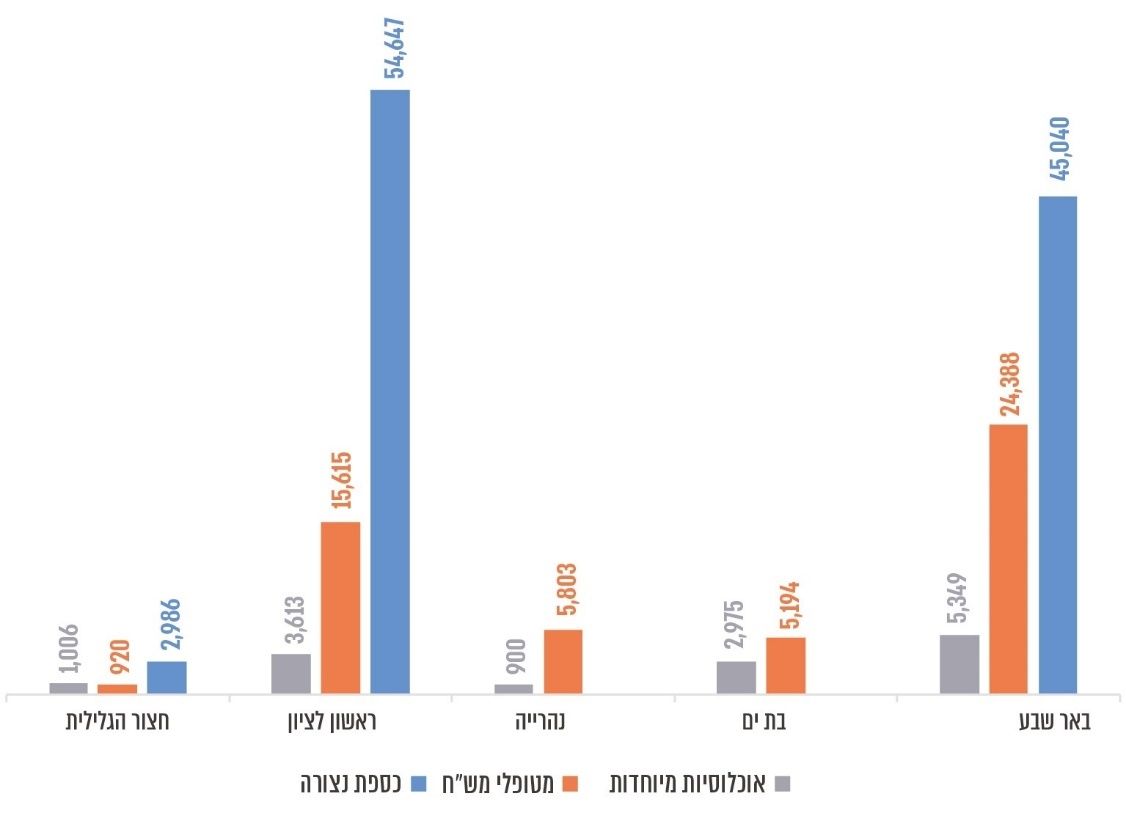 54,647
45,040
24,388
15,615
5,803
5,349
5,194
3,613
2,975
2,986
1,006
920
900
באר שבע
בת ים
נהרייה
ראשון לציון
חצור הגלילית
אוכלוסיות מיוחדות
מטופלי מש"ח
כספת נצורה